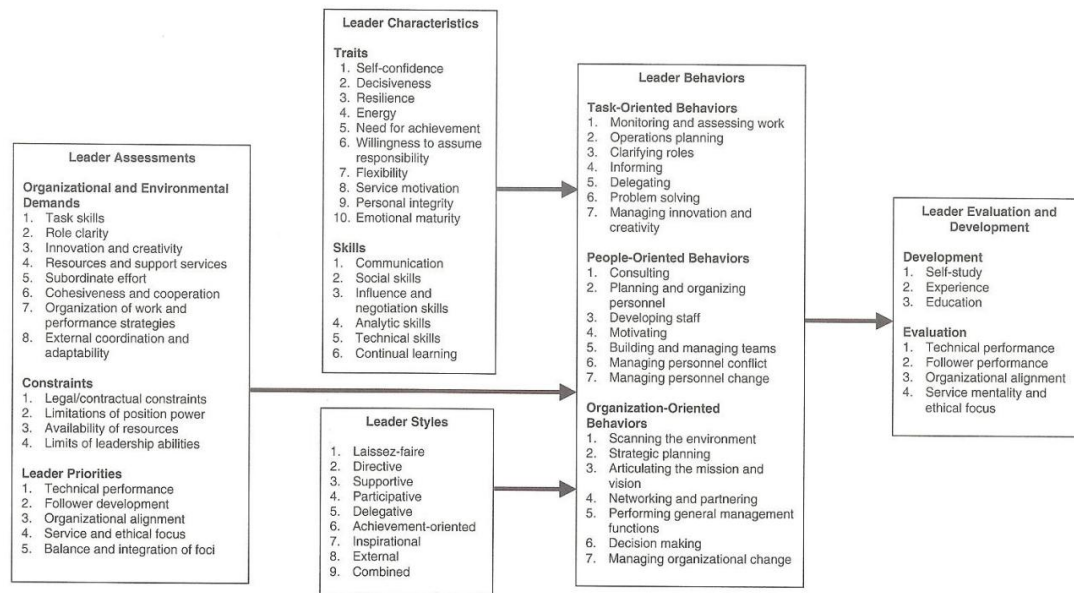 Leader Assessments
Organizational and Environmental
Demands
1. Task skills
2. Role clarity
3. Innovation and creativity
4. Resources and support services
5. Subordinate effort
6. Cohesiveness and cooperation
7. Organization of work and
performance strategies
8. External coordination and
adaptability
Constraints
1. Legal/contractual constraints
2. Limitations of position power
3. Availability of resources
4. Limits of leadership abilities
Leader Priorities
1. Technical performance
2. Follower development
3. Organizational alignment
4. Service and ethical focus
5. Balance and integration of foci
Leader Characteristics
Traits
1. Self-confidence
2. Decisiveness
3. Resilience
4. Energy
5. Need for achievement
6. Willingness to assume
responsibility
7. Flexibility
8. Service motivation
9. Personal integrity
10. Emotional maturity
Skills
1. Communication
2. Social skills
3. Influence and
negotiation skills
4. Analytic skills
5. Technical skills
6. Continual learning
Leader Styles
1. Laissez-faire
2. Directive
3. Supportive
4. Participative
5. Delegative
6. Achievement-oriented
7. Inspirational
8. External
9. Combined
Leader Behaviors
Task-Oriented Behaviors
1. Monitoring and assessing work
2. Operations planning
3. Clarifying roles
4. Informing
5. Delegating
6. Problem solving
7. Managing innovation and
creativity
People-Oriented Behaviors
1. Consulting
2. Planning and organizing
personnel
3. Developing staff
4. Motivating
5. Building and managing teams
6. Managing personnel conflict
7. Managing personnel change
Organization-Oriented
Behaviors
1. Scanning the environment
2. Strategic planning
3. Articulating the mission and
vision
4. Networking and partnering
5. Performing general management
functions
6. Decision making
7. Managing organizational change
Leader Evaluation and
Development
Development
1. Self-study
2. Experience
3. Education
Evaluation
1. Technical performance
2. Follower performance
3. Organizational alignment
4. Service mentality and
ethical focus